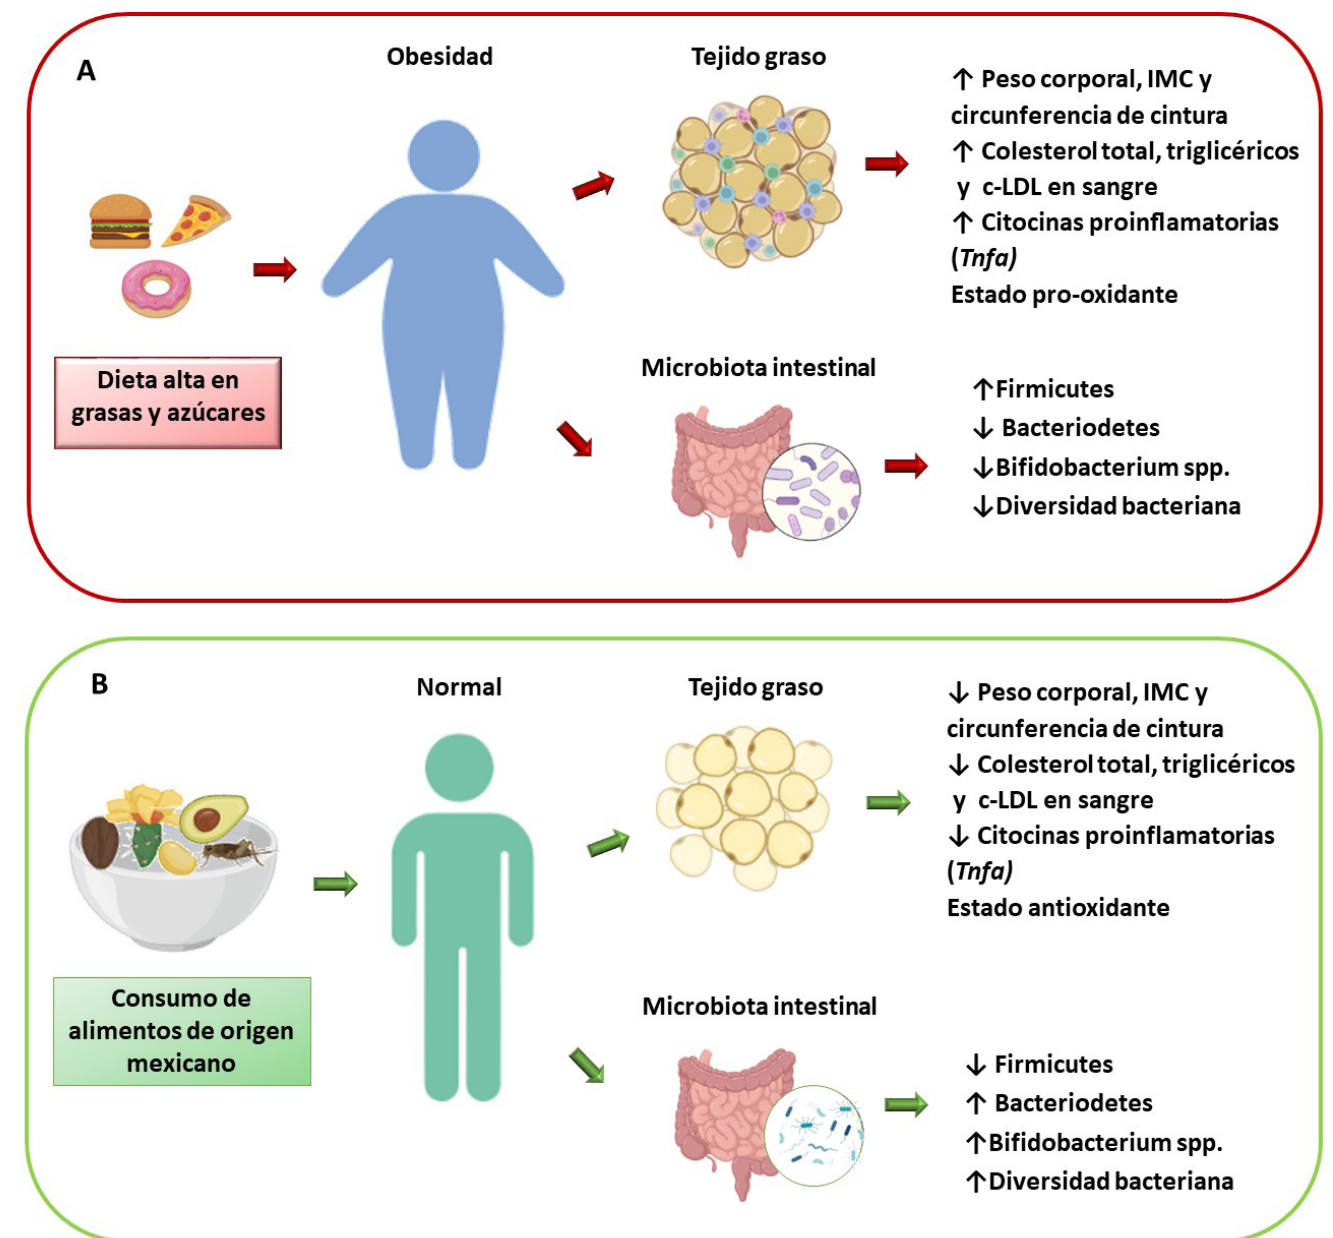 A
Obesidad
Tejido graso
↑ Peso corporal, IMC y
circunferencia de cintura
↑ Colesterol total, triglicéricos
y c-LDL en sangre
↑ Citocinas proinflamatorias
(Tnfa)
Estado pro-oxidante
Dieta alta en
grasas y azúcares
Microbiota intestinal
↑Firmicutes
↓ Bacteriodetes
↓Bifidobacterium spp.
↓Diversidad bacteriana
B
Normal
Tejido graso
↓ Peso corporal, IMC y
circunferencia de cintura
↓ Colesterol total, triglicéricos
y c-LDL en sangre
↓ Citocinas proinflamatorias
(Tnfa)
Estado antioxidante
Consumo de
alimentos de origen
mexicano
Microbiota intestinal
↓ Firmicutes
↑ Bacteriodetes
↑Bifidobacterium spp.
↑Diversidad bacteriana